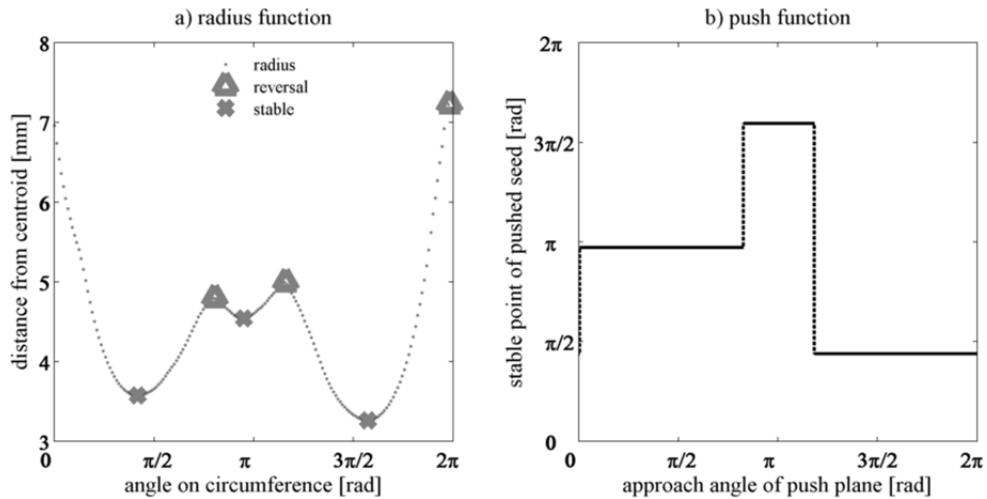 a) radius function
8
7
6
5
4
3
0
π/2
π
3π/2
2π
distance from centroid [mm]
angle on circumference [rad]
radius
reversal
stable
b) push function
2π
3π/2
π
π/2
0
0
π/2
π
3π/2
2π
stable point of pushed seed [rad]
approach angle of push plane [rad]